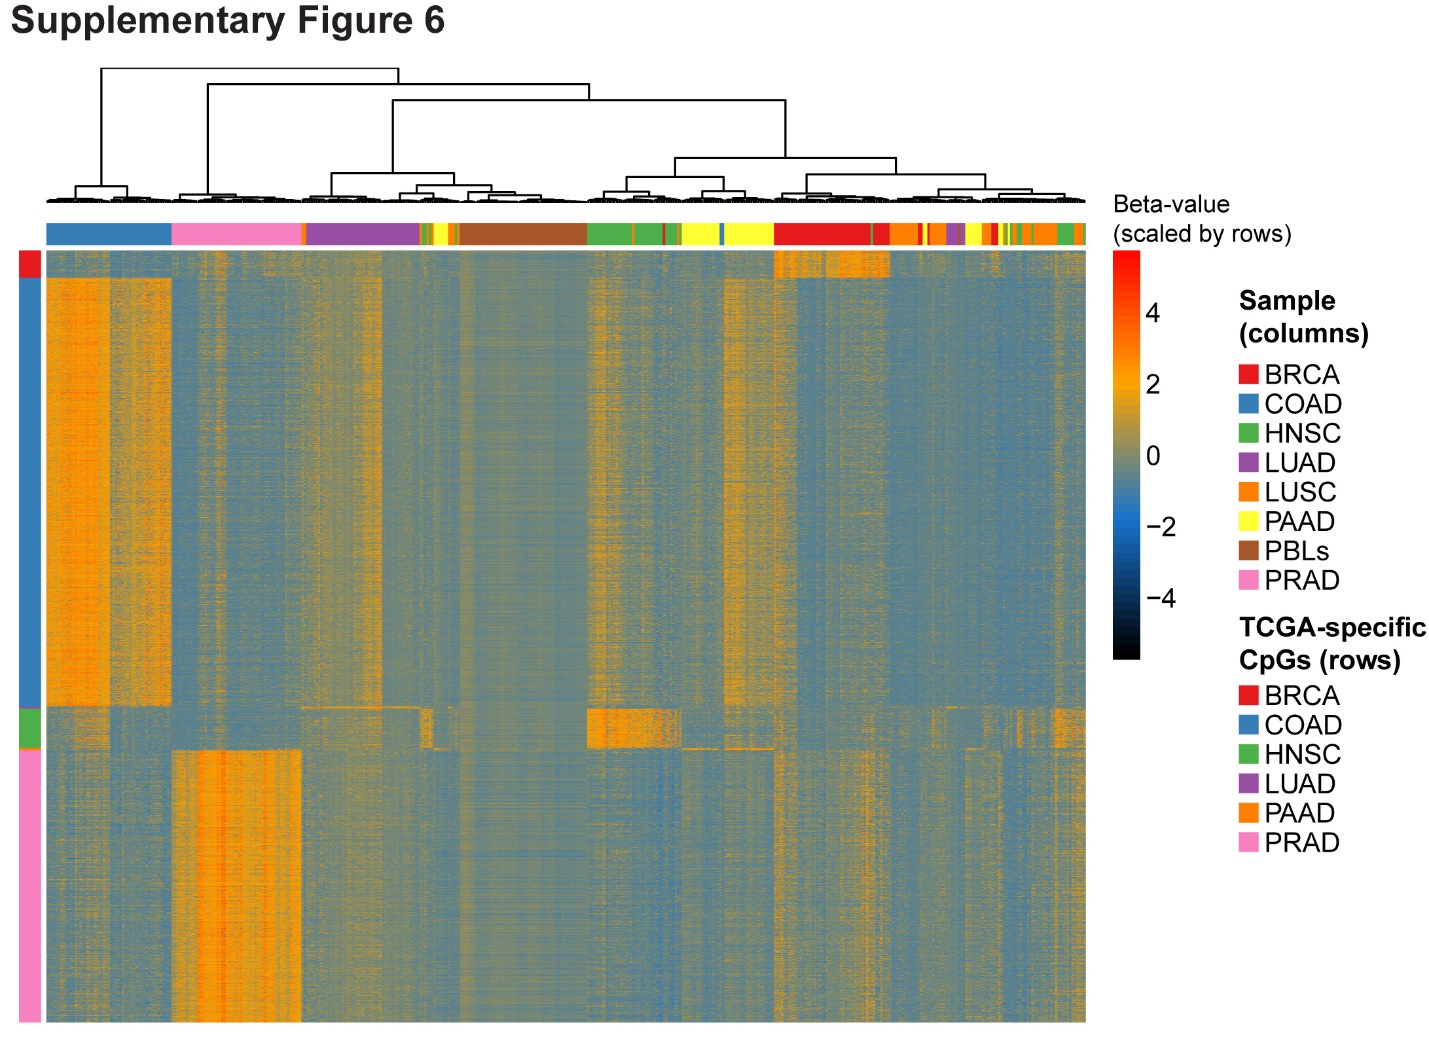 Supplementary Figure 6
Beta-value
(scaled by rows)
4
2
0
−2
−4
Sample
(columns)
BRCA
COAD
HNSC
LUAD
LUSC
PAAD
PBLs
PRAD
TCGA-specific
CpGs (rows)
BRCA
COAD
HNSC
LUAD
PAAD
PRAD